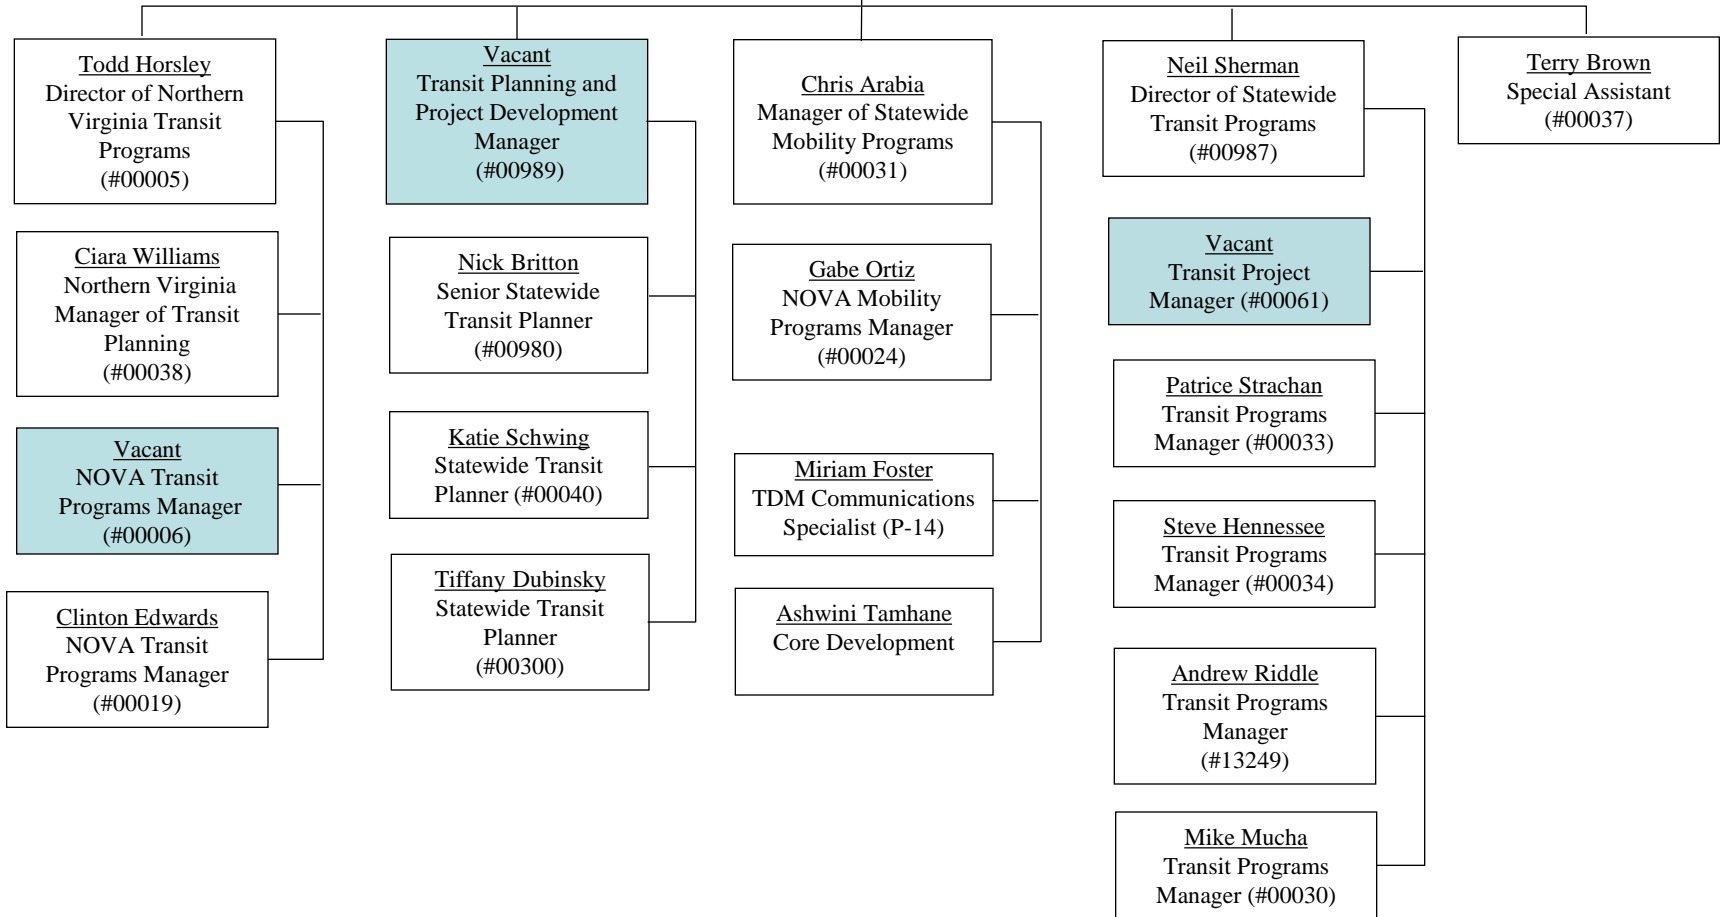 Todd Horsley
Director of Northern
Virginia Transit
Programs
(#00005)
Ciara Williams
Northern Virginia
Manager of Transit
Planning
(#00038)
Vacant
NOVA Transit
Programs Manager
(#00006)
Clinton Edwards
NOVA Transit
Programs Manager
(#00019)
Vacant
Transit Planning and
Project Development
Manager
(#00989)
Nick Britton
Senior Statewide
Transit Planner
(#00980)
Katie Schwing
Statewide Transit
Planner (#00040)
Tiffany Dubinsky
Statewide Transit
Planner
(#00300)
Chris Arabia
Manager of Statewide
Mobility Programs
(#00031)
Gabe Ortiz
NOVA Mobility
Programs Manager
(#00024)
Miriam Foster
TDM Communications
Specialist (P-14)
Ashwini Tamhane
Core Development
Neil Sherman
Director of Statewide
Transit Programs
(#00987)
Vacant
Transit Project
Manager (#00061)
Patrice Strachan
Transit Programs
Manager (#00033)
Steve Hennessee
Transit Programs
Manager (#00034)
Andrew Riddle
Transit Programs
Manager
(#13249)
Mike Mucha
Transit Programs
Manager (#00030)
Terry Brown
Special Assistant
(#00037)